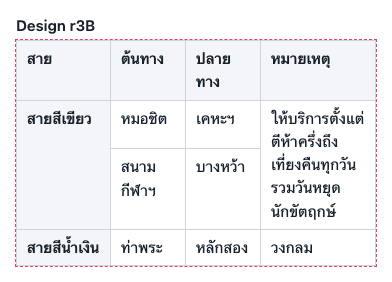 Design r3B
สาย ต้นทาง ปลาย หมายเหตุ
ทาง
สายสีเขียว หมอชิต เคหะฯ ให้บริการตั้งแต่
ตีห้าครึ่งถึง
สนาม บางหว้า เที่ยงคืนทุกวัน
กีฬาฯ รวมวันหยุด
นักขัตฤกษ์
สายสีน้ำเงิน ท่าพระ หลักสอง วงกลม